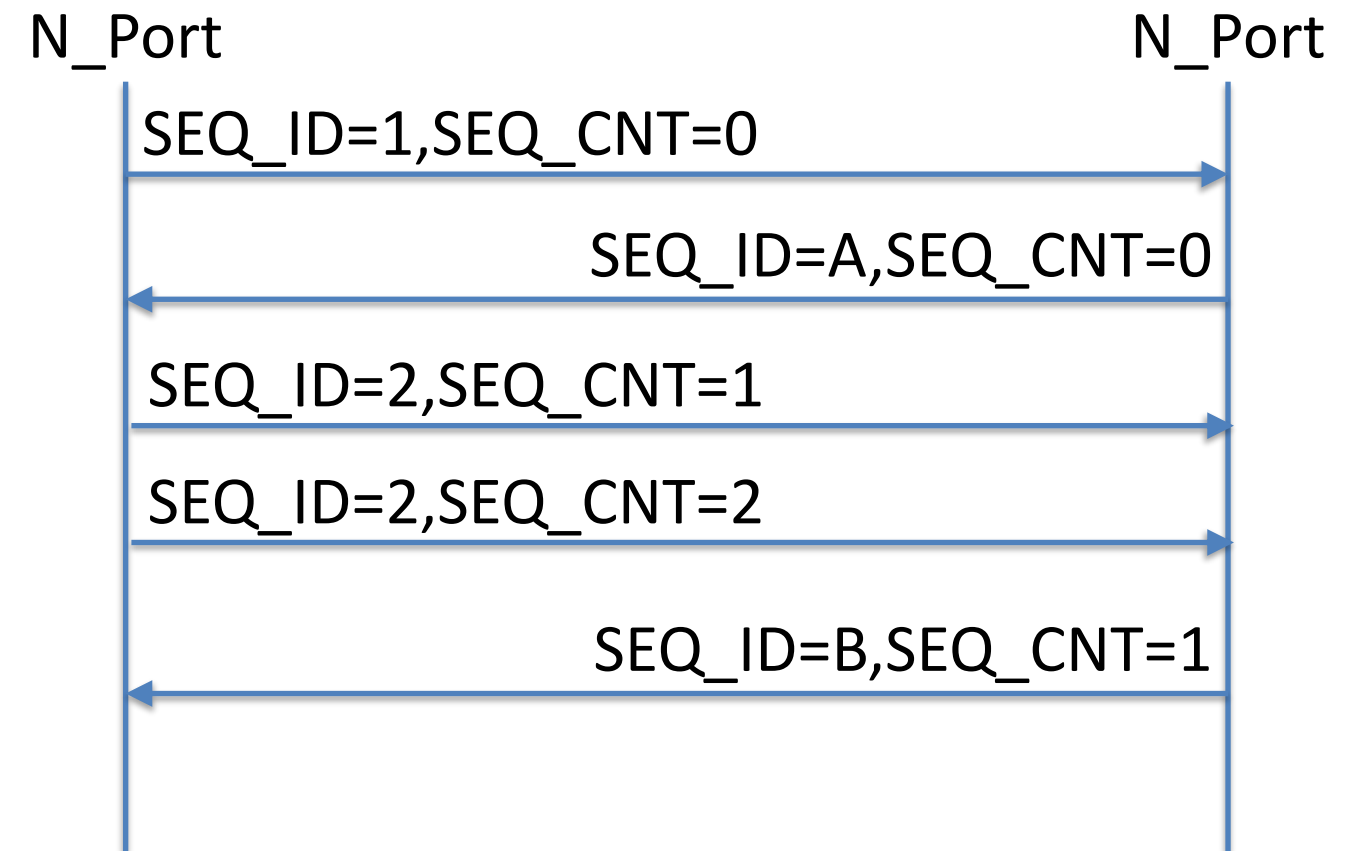 N_Port
N_Port
SEQ_ID=1,SEQ_CNT=0
SEQ_ID=A,SEQ_CNT=0
SEQ_ID=2,SEQ_CNT=1
SEQ_ID=2,SEQ_CNT=2
SEQ_ID=B,SEQ_CNT=1